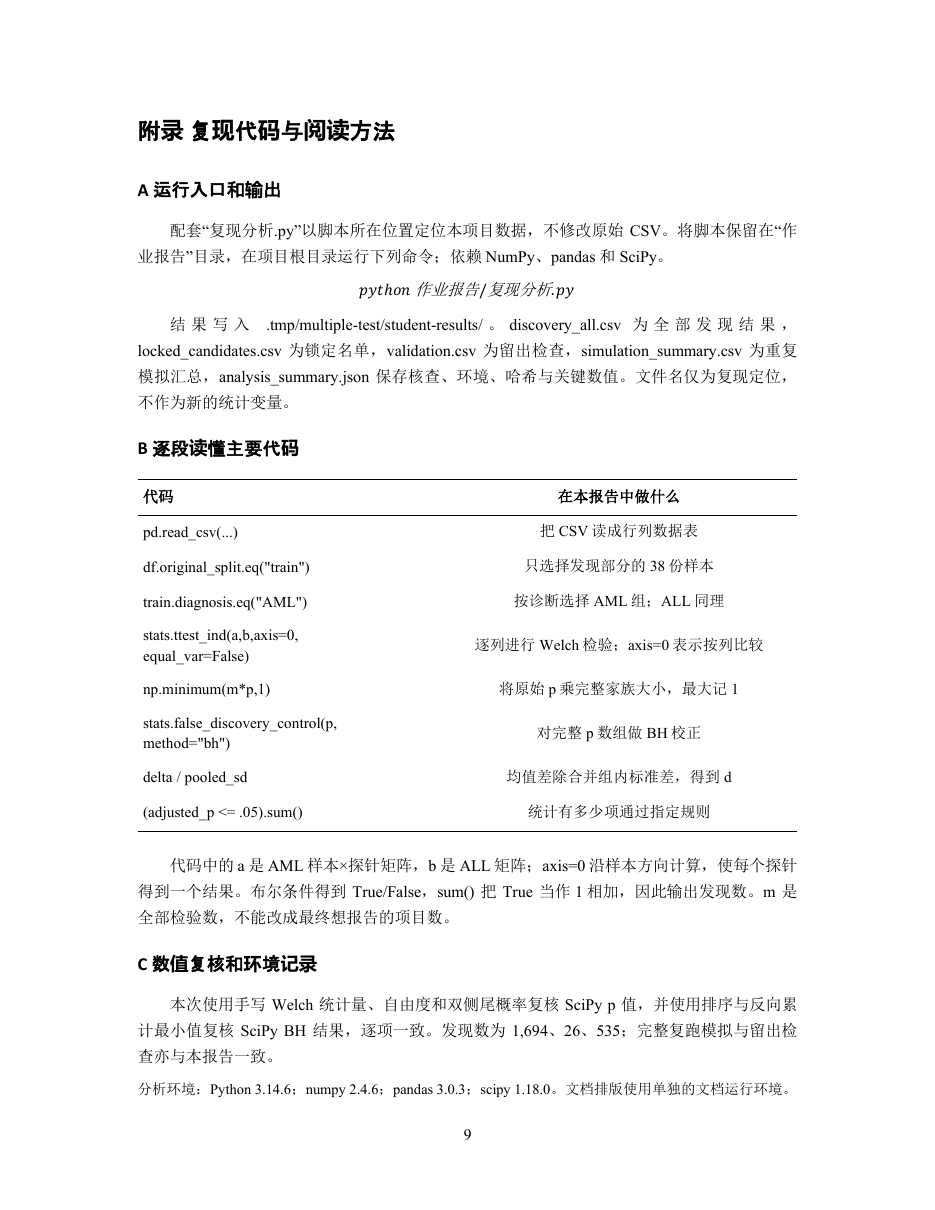 附录 复现代码与阅读方法
A 运行入口和输出
配套“复现分析.py”以脚本所在位置定位本项目数据，不修改原始 CSV。将脚本保留在“作
业报告”目录，在项目根目录运行下列命令；依赖 NumPy、pandas 和 SciPy。
python 作业报告/复现分析.py
结果写入 .tmp/multiple-test/student-results/。discovery_all.csv 为全部发现结果，
locked_candidates.csv 为锁定名单，validation.csv 为留出检查，simulation_summary.csv 为重复
模拟汇总，analysis_summary.json 保存核查、环境、哈希与关键数值。文件名仅为复现定位，
不作为新的统计变量。
B 逐段读懂主要代码
代码 在本报告中做什么
pd.read_csv(...) 把 CSV 读成行列数据表
df.original_split.eq("train") 只选择发现部分的 38 份样本
train.diagnosis.eq("AML") 按诊断选择 AML 组；ALL 同理
stats.ttest_ind(a,b,axis=0,
equal_var=False) 逐列进行 Welch 检验；axis=0 表示按列比较
np.minimum(m*p,1) 将原始 p 乘完整家族大小，最大记 1
stats.false_discovery_control(p,
method="bh") 对完整 p 数组做 BH 校正
delta / pooled_sd 均值差除合并组内标准差，得到 d
(adjusted_p <= .05).sum() 统计有多少项通过指定规则
代码中的 a 是 AML 样本×探针矩阵，b 是 ALL 矩阵；axis=0 沿样本方向计算，使每个探针
得到一个结果。布尔条件得到 True/False，sum() 把 True 当作 1 相加，因此输出发现数。m 是
全部检验数，不能改成最终想报告的项目数。
C 数值复核和环境记录
本次使用手写 Welch 统计量、自由度和双侧尾概率复核 SciPy p 值，并使用排序与反向累
计最小值复核 SciPy BH 结果，逐项一致。发现数为 1,694、26、535；完整复跑模拟与留出检
查亦与本报告一致。
分析环境：Python 3.14.6；numpy 2.4.6；pandas 3.0.3；scipy 1.18.0。文档排版使用单独的文档运行环境。
9